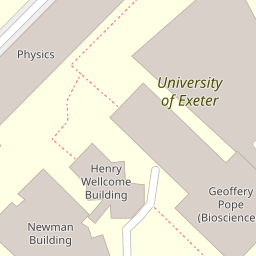 Physics
University
of Exeter
Henry
Wellcome
Building
Geoffery
Pope
(Bioscience
Newman
Building